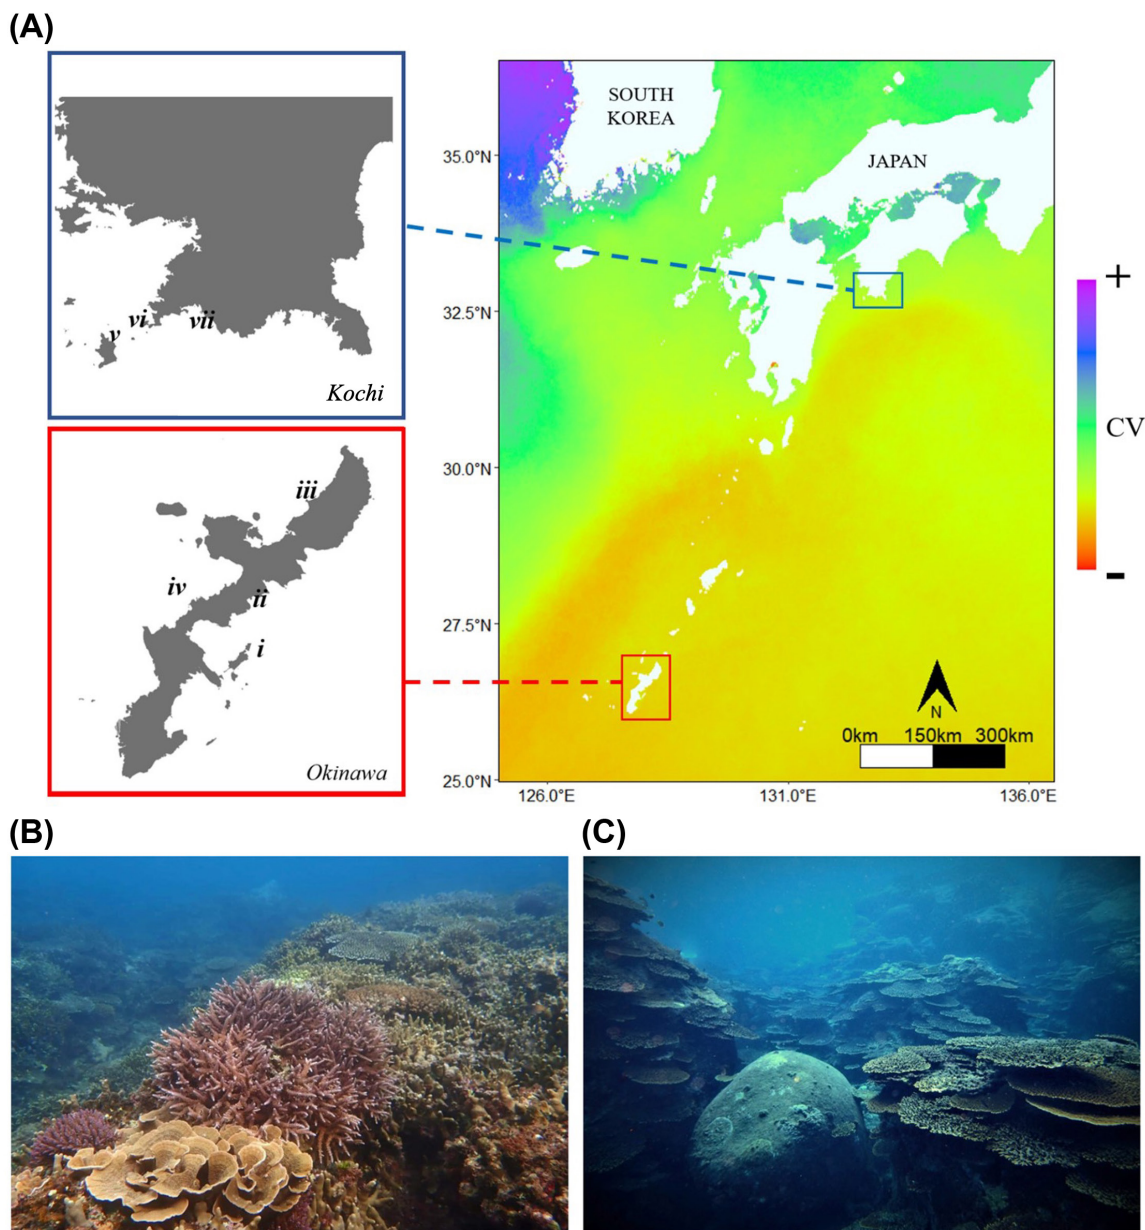 (A)
SOUTH
KOREA
JAPAN
35.0°N
32.5°N
30.0°N
27.5°N
25.0°N
126.0°E
131.0°E
136.0°E
v
vi
vii
Kochi
iii
iv
ii
i
Okinawa
+
CV
-
N
0km 150km 300km
(B)
(C)